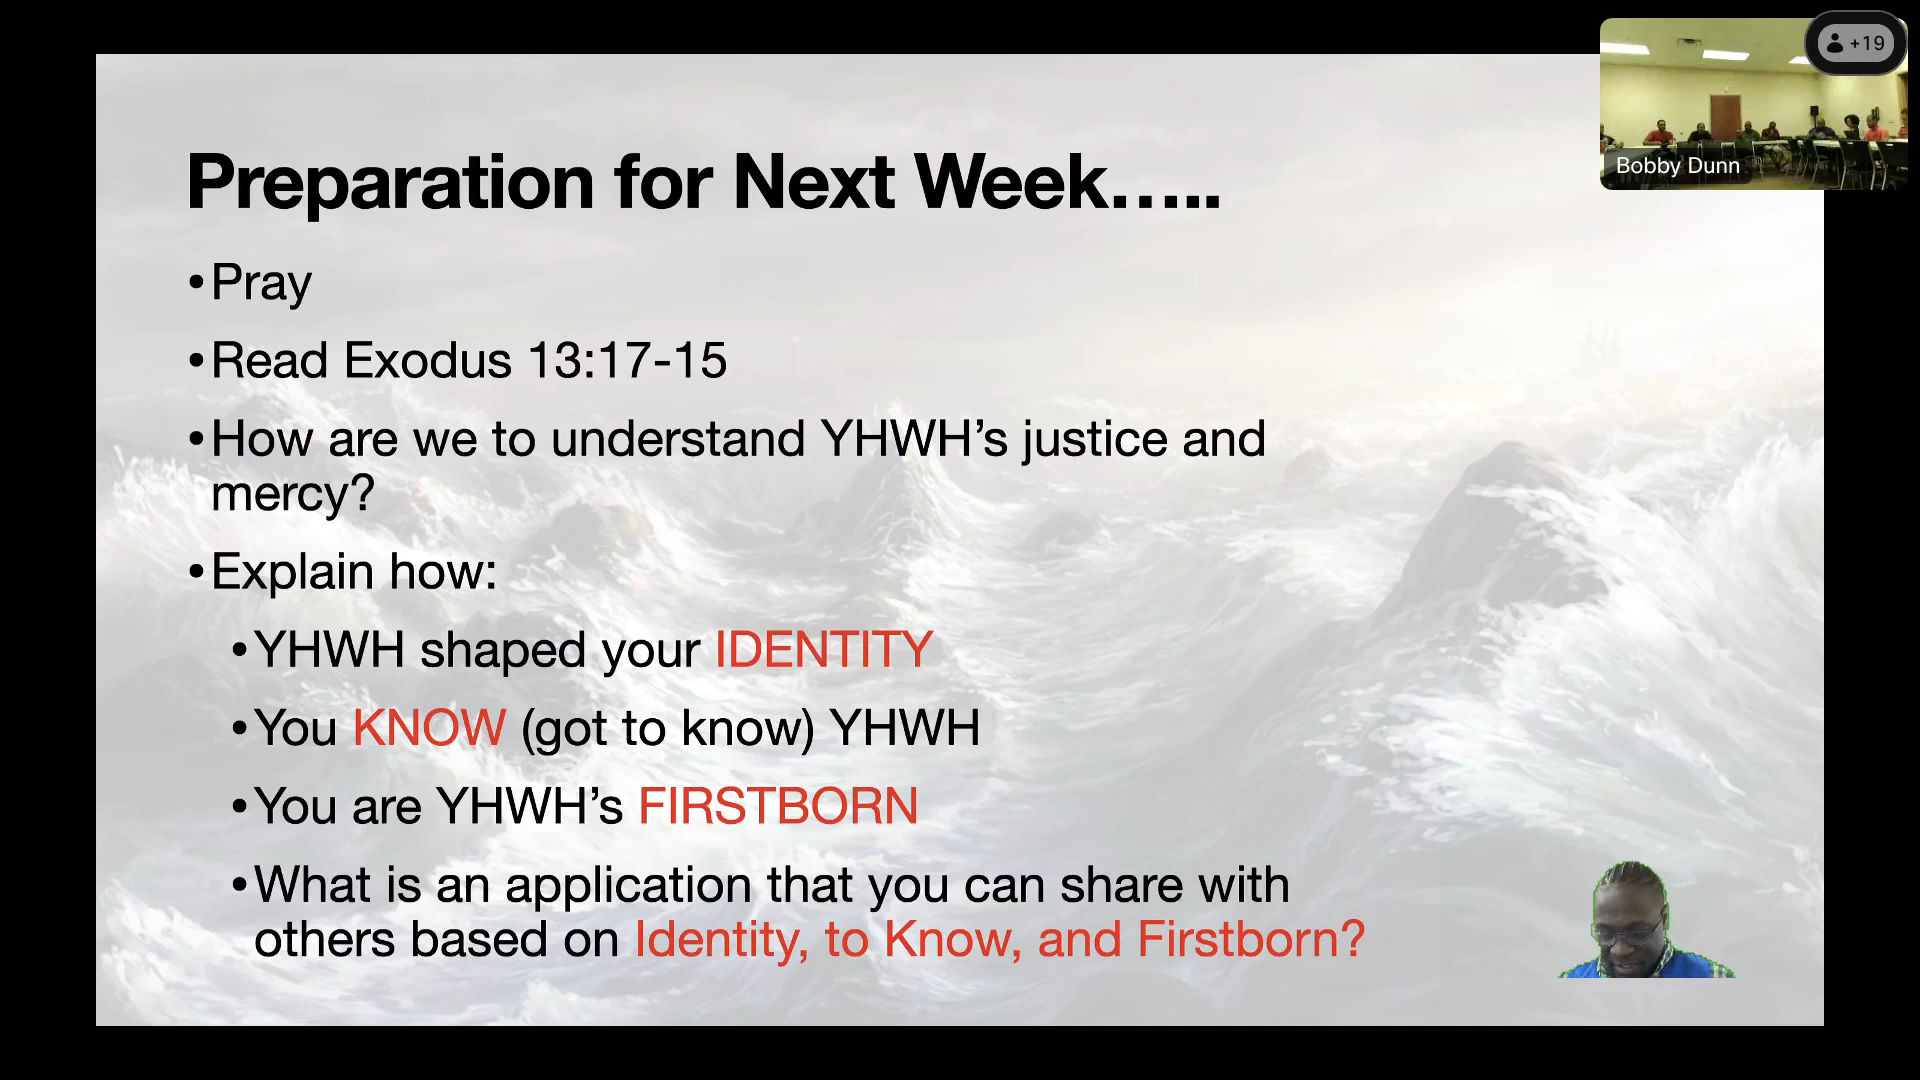 +19
Bobby Dunn
Preparation for Next Week.....
•Pray
•Read Exodus 13:17-15
•How are we to understand YHWH’s justice and
mercy?
•Explain how:
•YHWH shaped your IDENTITY
•You KNOW (got to know) YHWH
•You are YHWH’s FIRSTBORN
•What is an application that you can share with
others based on Identity, to Know, and Firstborn?